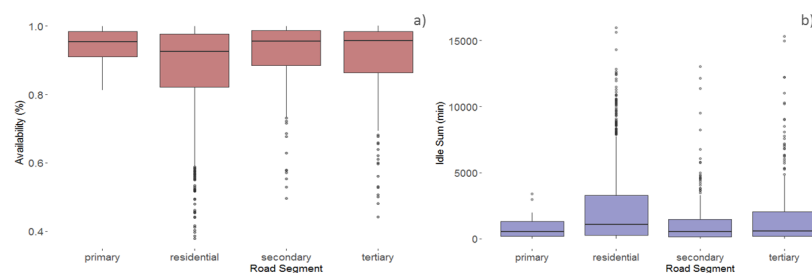 a)
1.0
0.8
0.6
0.4
Availability (%)
primary
residential
secondary
tertiary
Road Segment
b)
15000
10000
5000
0
Idle Sum (min)
primary
residential
secondary
tertiary
Road Segment